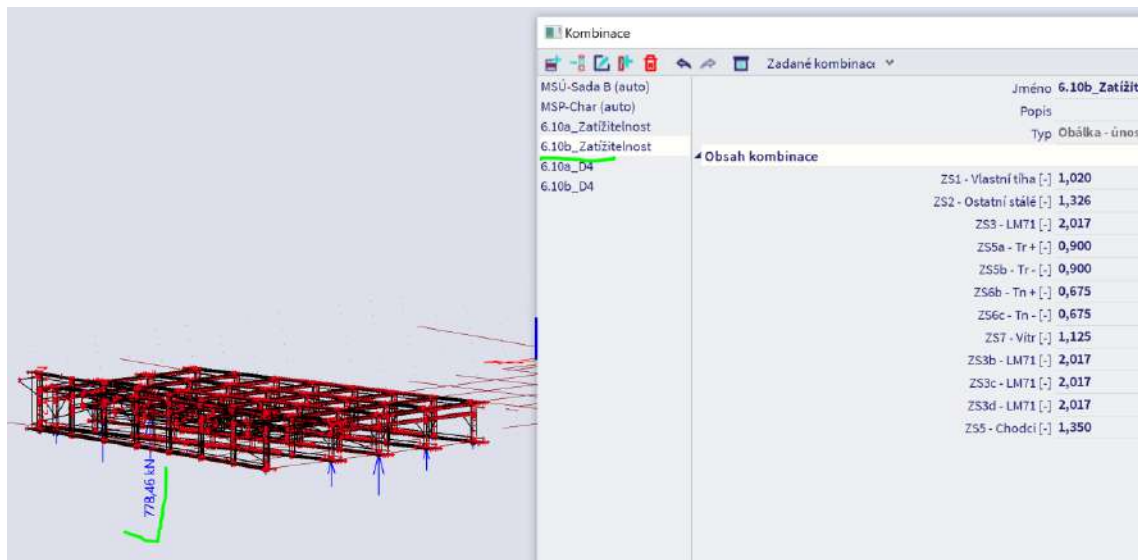 Kombinace
Zadané kombinaci
MSÚ-Sada B (auto)
MSP-Char (auto)
6.10a_Zatížitelnost
6.10b_Zatížitelnost
6.10a_D4
6.10b_D4
Jméno 6.10b_Zatížit
Popis
Typ Obálka - únos
Obsah kombinace
ZS1 - Vlastní tíha [-] 1,020
ZS2 - Ostatní stálé [-] 1,326
ZS3 - LM71 [-] 2,017
ZS5a - Tr + [-] 0,900
ZS5b - Tr - [-] 0,900
ZS6b - Tn + [-] 0,675
ZS6c - Tn - [-] 0,675
ZS7 - Vítr [-] 1,125
ZS3b - LM71 [-] 2,017
ZS3c - LM71 [-] 2,017
ZS3d - LM71 [-] 2,017
ZS5 - Chodci [-] 1,350
778,46 kN